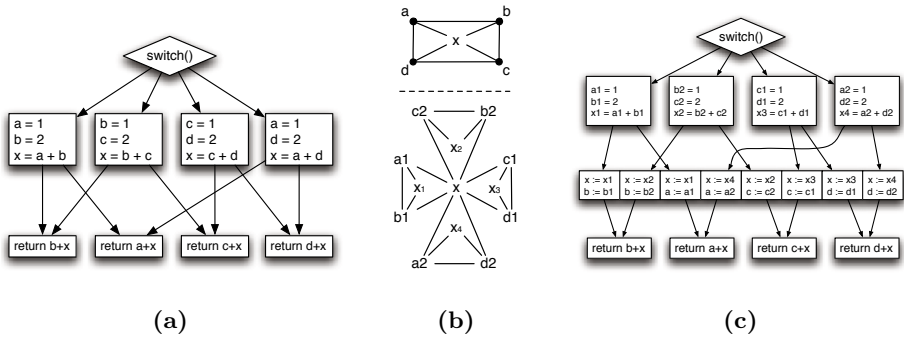 switch()
a = 1
b = 2
x = a + b
b = 1
c = 2
x = b + c
c = 1
d = 2
x = c + d
a = 1
d = 2
x = a + d
return b+x
return a+x
return c+x
return d+x
(a)
a
b
x
d
c
c2
b2
x2
a1
c1
x1
x
x3
b1
d1
x4
a2
d2
(b)
switch()
a1 = 1
b1 = 2
x1 = a1 + b1
b2 = 1
c2 = 2
x2 = b2 + c2
c1 = 1
d1 = 2
x3 = c1 + d1
a2 = 1
d2 = 2
x4 = a2 + d2
x := x1
b := b1
x := x2
b := b2
x := x1
a := a1
x := x4
a := a2
x := x2
c := c2
x := x3
c := c1
x := x3
d := d1
x := x4
d := d2
return b+x
return a+x
return c+x
return d+x
(c)